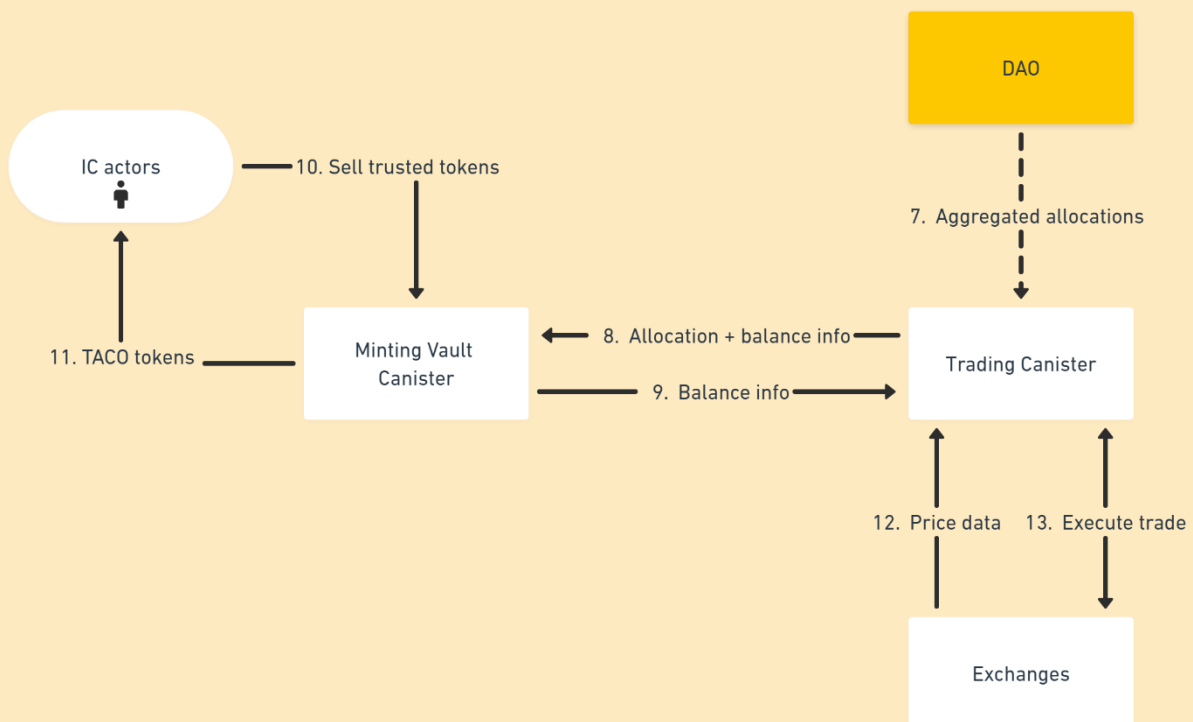 DAO
IC actors
10. Sell trusted tokens
7. Aggregated allocations
8. Allocation + balance info
11. TACO tokens
Minting Vault
Canister
Trading Canister
9. Balance info
12. Price data
13. Execute trade
Exchanges